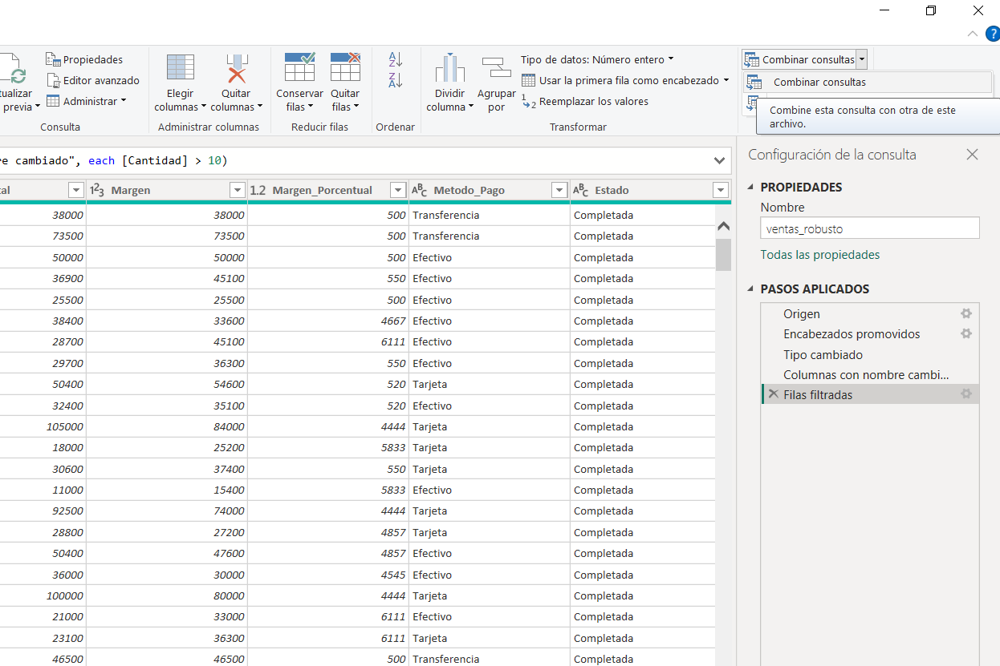 ?
Propiedades
Editor avanzado
Administrar
tualizar
previa
Consulta
Elegir
columnas
Quitar
columnas
Administrar columnas
Conservar
filas
Quitar
filas
Reducir filas
A
Z
Z
A
Ordenar
Dividir
columna
Agrupar
por
Tipo de datos: Número entero
Usar la primera fila como encabezado
1
2
Reemplazar los valores
Transformar
Combinar consultas
Combinar consultas
Combine esta consulta con otra de este
archivo.
re cambiado", each [Cantidad] > 10)
al 123 Margen 1.2 Margen_Porcentual ABC Metodo_Pago ABC Estado
38000 38000 500 Transferencia Completada
73500 73500 500 Transferencia Completada
50000 50000 500 Efectivo Completada
36900 45100 550 Efectivo Completada
25500 25500 500 Efectivo Completada
38400 33600 4667 Efectivo Completada
28700 45100 6111 Efectivo Completada
29700 36300 550 Efectivo Completada
50400 54600 520 Tarjeta Completada
32400 35100 520 Efectivo Completada
105000 84000 4444 Tarjeta Completada
18000 25200 5833 Tarjeta Completada
30600 37400 550 Tarjeta Completada
11000 15400 5833 Efectivo Completada
92500 74000 4444 Tarjeta Completada
28800 27200 4857 Tarjeta Completada
50400 47600 4857 Efectivo Completada
36000 30000 4545 Efectivo Completada
100000 80000 4444 Tarjeta Completada
21000 33000 6111 Efectivo Completada
23100 36300 6111 Tarjeta Completada
46500 46500 500 Transferencia Completada
Configuración de la consulta
PROPIEDADES
Nombre
ventas_robusto
Todas las propiedades
PASOS APLICADOS
Origen
Encabezados promovidos
Tipo cambiado
Columnas con nombre cambi...
Filas filtradas